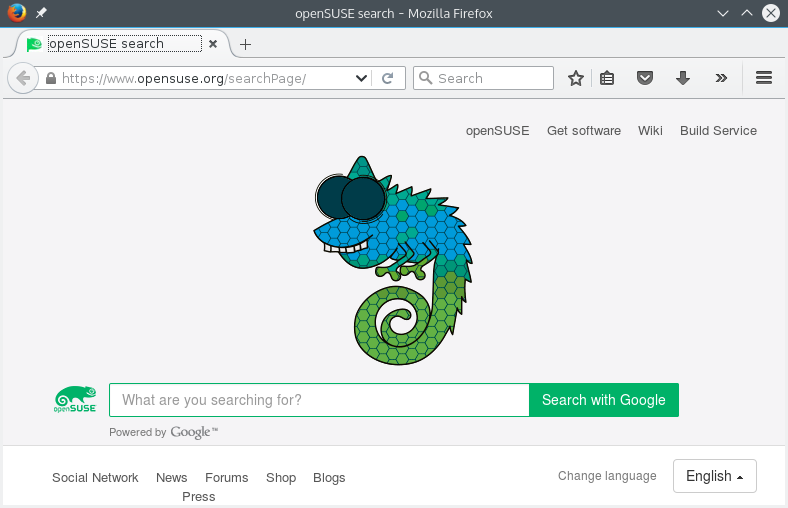 openSUSE search - Mozilla Firefox
openSUSE search
https://www.opensuse.org/searchPage/
Search
openSUSE Get software Wiki Build Service
openSUSE
What are you searching for?
Search with Google
Powered by Google™
Social Network News Forums Shop Blogs
Press
Change language
English